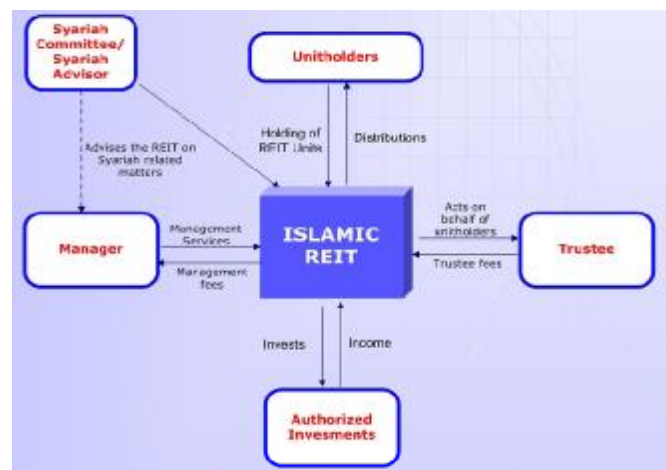 Syariah
Committee/
Syariah
Advisor
Unitholders
Advises the REIT on
Syariah related
matters
Holding of
REIT Units
Distributions
Manager
Management
Services
Management
fees
ISLAMIC
REIT
Acts on
behalf of
unitholders
Trustee fees
Trustee
Invests
Income
Authorized
Invesments